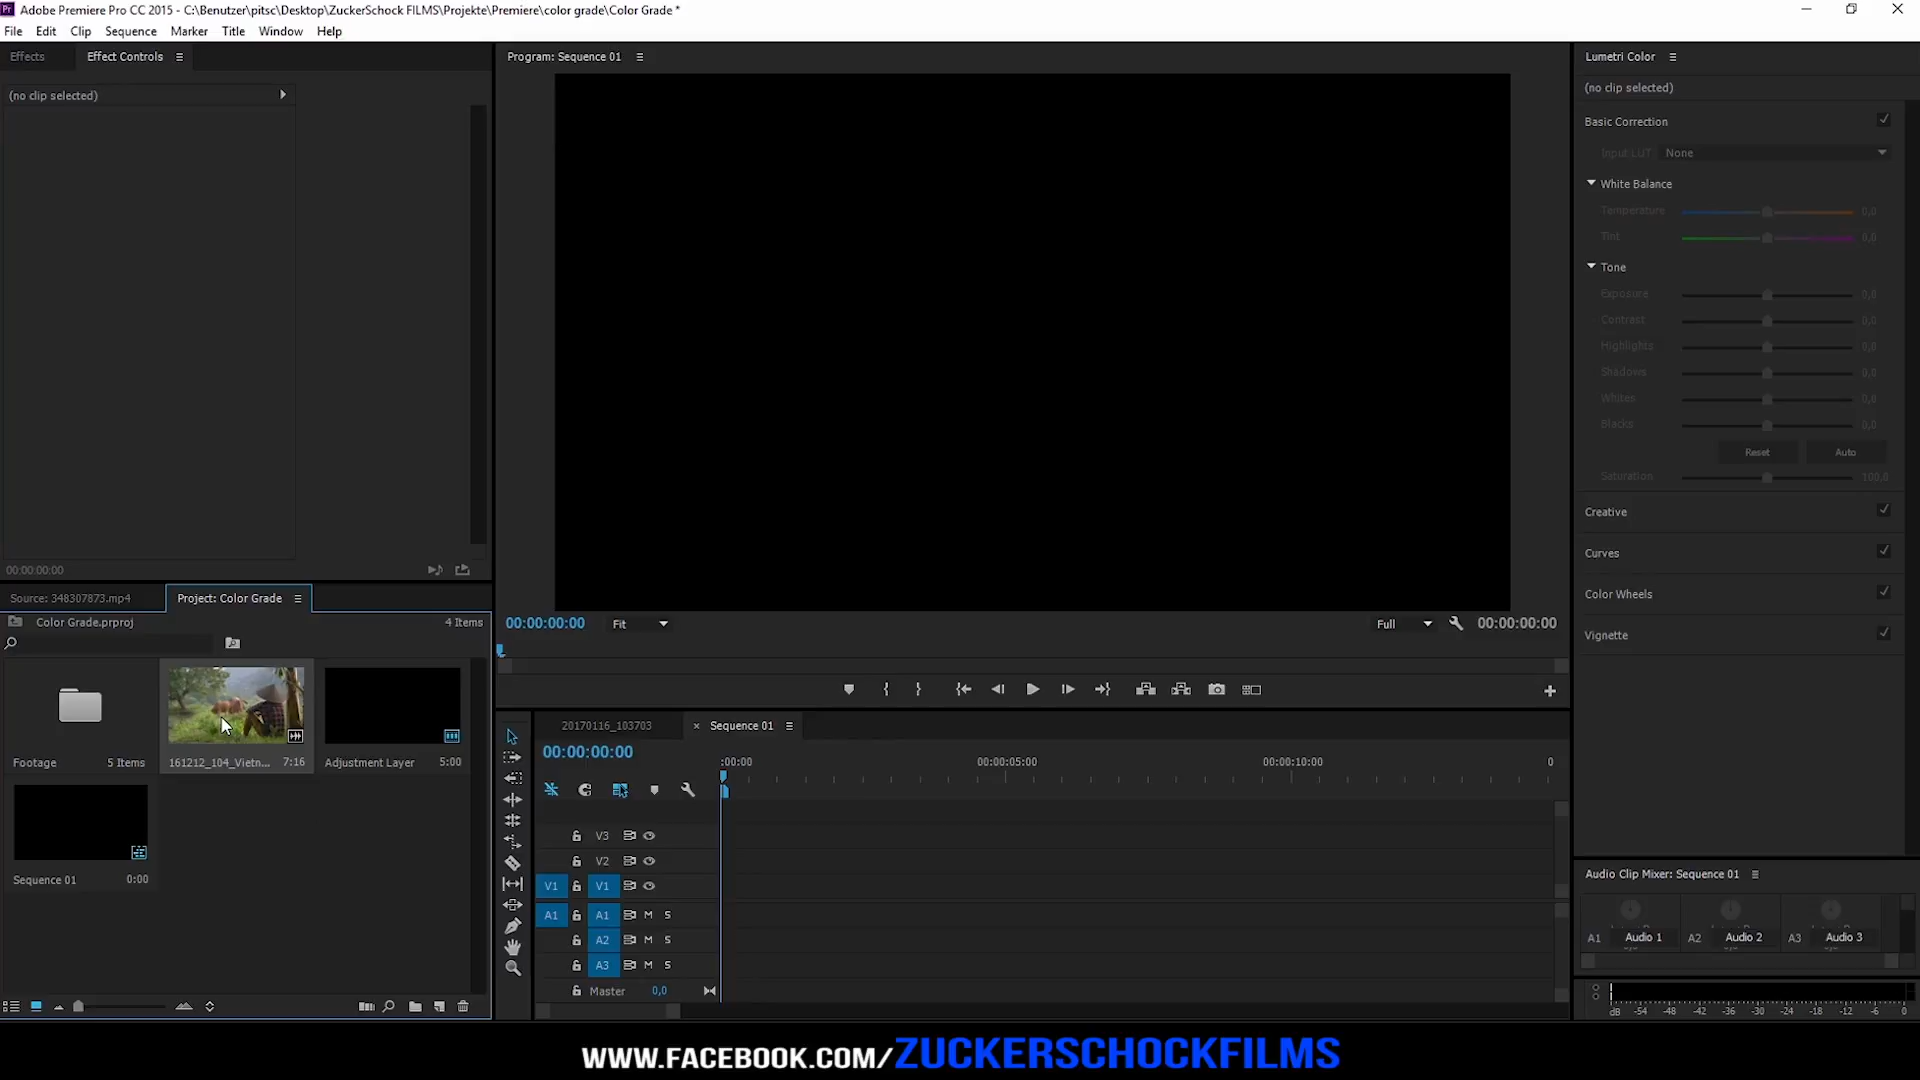 Adobe Premiere Pro CC 2015 - C:\Benutzer\pitsc\Desktop\ZuckerSchock FILMS\Projekte\Premiere\color grade\Color Grade *
File Edit Clip Sequence Marker Title Window Help
Effects Effect Controls
(no clip selected)
00:00:00:00
Program: Sequence 01
00:00:00:00 Fit Full 00:00:00:00
Lumetri Color
(no clip selected)
Basic Correction
Input LUT None
White Balance
Temperature 0,0
Tint 0,0
Tone
Exposure 0,0
Contrast 0,0
Highlights 0,0
Shadows 0,0
Whites 0,0
Blacks 0,0
Reset Auto
Saturation 100,0
Creative
Curves
Color Wheels
Vignette
Source: 348307873.mp4 Project: Color Grade
Color Grade.prproj 4 Items
Footage 5 Items 161212_104_Vietn... 7:16 Adjustment Layer 5:00
Sequence 01 0:00
20170116_103703 Sequence 01
00:00:00:00
:00:00 00:00:05:00 00:00:10:00 0
V3
V2
V1 V1
A1 A1 M S
A2 M S
A3 M S
Master 0,0
Audio Clip Mixer: Sequence 01
A1 Audio 1 A2 Audio 2 A3 Audio 3
dB -54 -48 -42 -36 -30 -24 -18 -12 -6 0
WWW.FACEBOOK.COM/ZUCKERSCHOCKFILMS